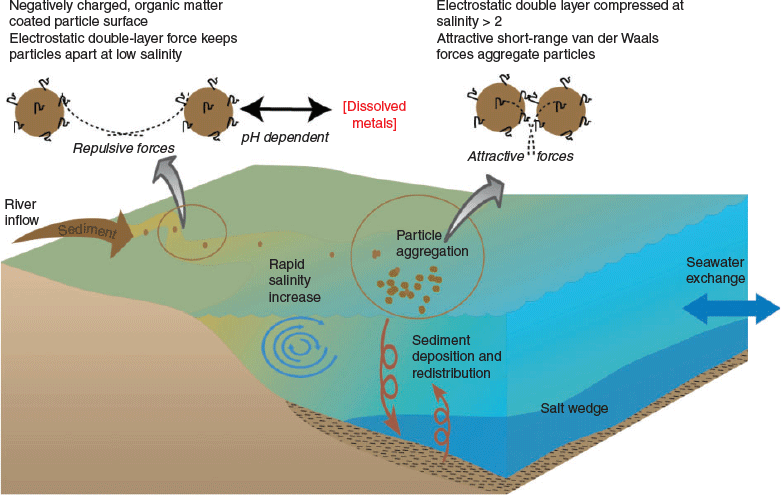 Negatively charged, organic matter
coated particle surface
Electrostatic double-layer force keeps
particles apart at low salinity
Electrostatic double layer compressed at
salinity > 2
Attractive short-range van der Waals
forces aggregate particles
Repulsive forces
pH dependent
[Dissolved
metals]
Attractive forces
River
inflow
Sediment
Particle
aggregation
Rapid
salinity
increase
Seawater
exchange
Sediment
deposition and
redistribution
Salt wedge